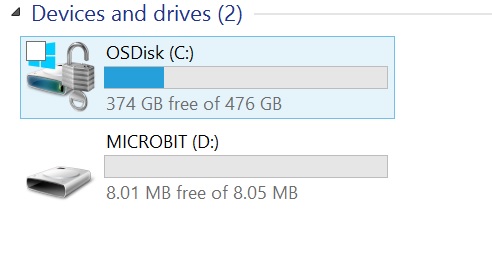 Devices and drives (2)
OSDisk (C:)
374 GB free of 476 GB
MICROBIT (D:)
8.01 MB free of 8.05 MB